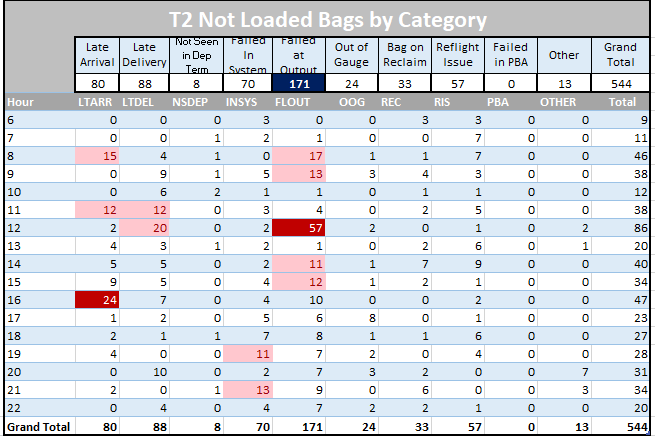 T2 Not Loaded Bags by Category
Late Arrival Late Delivery Not Seen in Dep Term Failed In System Failed at Output Out of Gauge Bag on Reclaim Reflight Issue Failed in PBA Other Grand Total
80 88 8 70 171 24 33 57 0 13 544
Hour LTARR LTDEL NSDEP INSYS FLOUT OOG REC RIS PBA OTHER Total
6 0 0 0 3 0 0 3 3 0 0 9
7 0 0 1 2 1 0 0 7 0 0 11
8 15 4 1 0 17 1 1 7 0 0 46
9 0 9 1 5 13 3 4 3 0 0 38
10 0 6 2 1 1 0 1 1 0 0 12
11 12 12 0 3 4 0 2 5 0 0 38
12 2 20 0 2 57 2 0 1 0 2 86
13 4 3 1 2 1 0 2 6 0 1 20
14 5 5 0 2 11 1 7 9 0 0 40
15 9 5 0 4 12 1 2 1 0 0 34
16 24 7 0 4 10 0 0 2 0 0 47
17 1 2 0 5 6 8 0 1 0 0 23
18 2 1 1 7 8 1 1 6 0 0 27
19 4 0 0 11 7 2 0 4 0 0 28
20 0 10 0 2 7 3 2 0 0 7 31
21 2 0 1 13 9 0 6 0 0 3 34
22 0 4 0 4 7 2 2 1 0 0 20
Grand Total 80 88 8 70 171 24 33 57 0 13 544